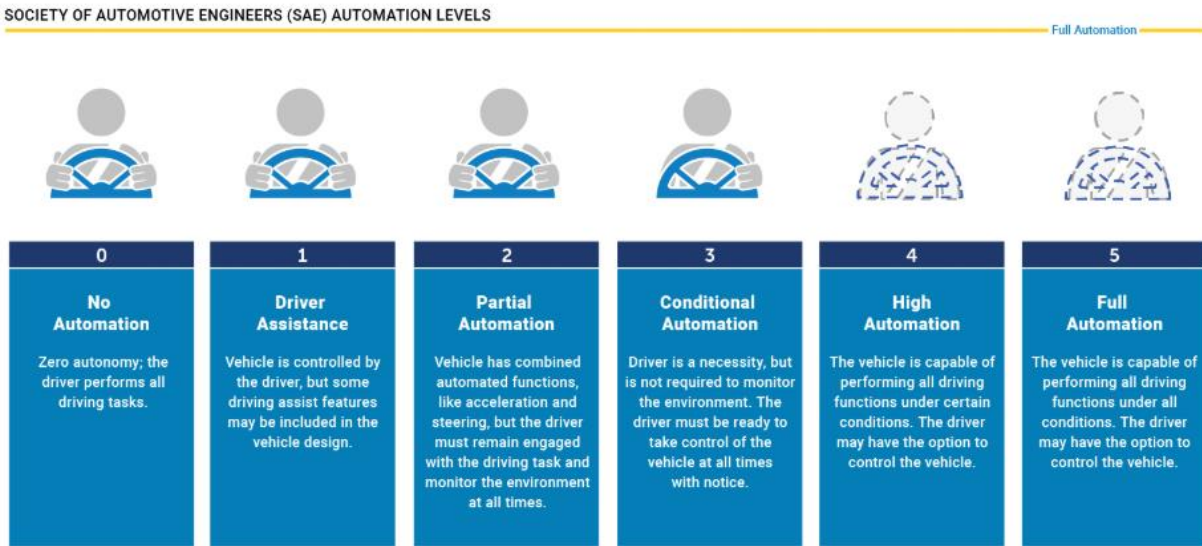 SOCIETY OF AUTOMOTIVE ENGINEERS (SAE) AUTOMATION LEVELS
Full Automation
0
No
Automation
Zero autonomy; the
driver performs all
driving tasks.
1
Driver
Assistance
Vehicle is controlled by
the driver, but some
driving assist features
may be included in the
vehicle design.
2
Partial
Automation
Vehicle has combined
automated functions,
like acceleration and
steering, but the driver
must remain engaged
with the driving task and
monitor the environment
at all times.
3
Conditional
Automation
Driver is a necessity, but
is not required to monitor
the environment. The
driver must be ready to
take control of the
vehicle at all times
with notice.
4
High
Automation
The vehicle is capable of
performing all driving
functions under certain
conditions. The driver
may have the option to
control the vehicle.
5
Full
Automation
The vehicle is capable of
performing all driving
functions under all
conditions. The driver
may have the option to
control the vehicle.